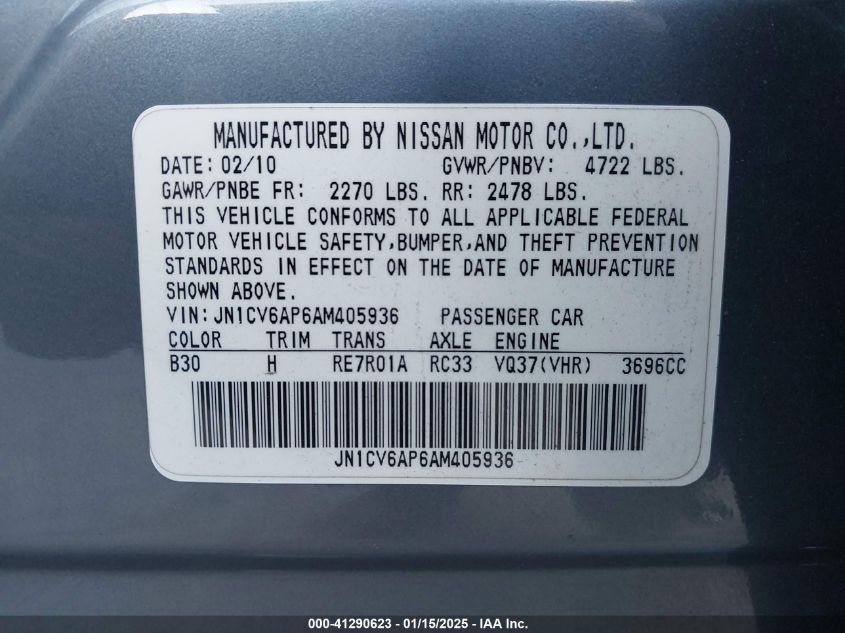 MANUFACTURED BY NISSAN MOTOR CO.,LTD.
DATE: 02/10 GVWR/PNBV: 4722 LBS.
GAWR/PNBE FR: 2270 LBS. RR: 2478 LBS.
THIS VEHICLE CONFORMS TO ALL APPLICABLE FEDERAL
MOTOR VEHICLE SAFETY,BUMPER,AND THEFT PREVENTION
STANDARDS IN EFFECT ON THE DATE OF MANUFACTURE
SHOWN ABOVE.
VIN:JN1CV6AP6AM405936 PASSENGER CAR
COLOR TRIM TRANS AXLE ENGINE
B30 H RE7R01A RC33 VQ37(VHR) 3696CC
JN1CV6AP6AM405936
000-41290623 - 01/15/2025 - IAA Inc.